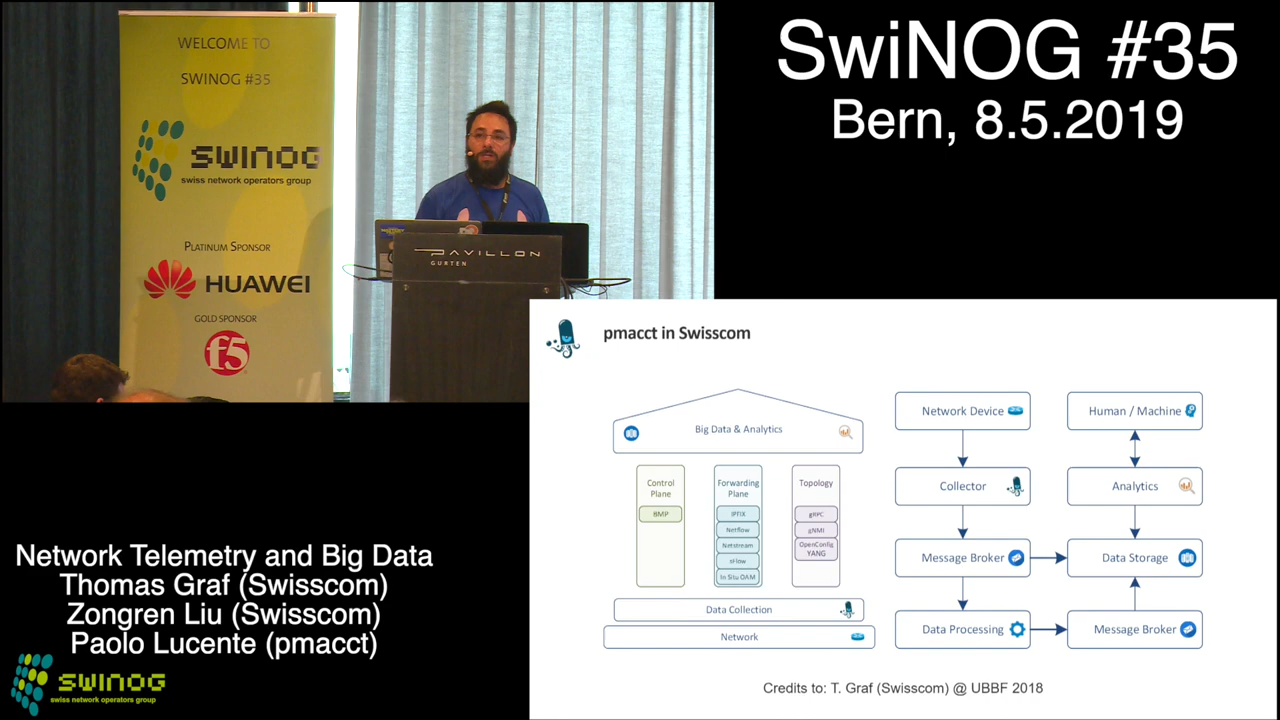 WELCOME TO
SWINOG #35
SWINOG
swiss network operators group
PLATINUM SPONSOR
HUAWEI
GOLD SPONSOR
f5
PAVILLON
GURTEN
SwiNOG #35
Bern, 8.5.2019
pmacct in Swisscom
Big Data & Analytics
Control
Plane
BMP
Forwarding
Plane
IPFIX
Netflow
Netstream
sFlow
In Situ OAM
Topology
gRPC
gNMI
OpenConfig
YANG
Data Collection
Network
Network Device
Collector
Message Broker
Data Processing
Human / Machine
Analytics
Data Storage
Message Broker
Credits to: T. Graf (Swisscom) @ UBBF 2018
Network Telemetry and Big Data
Thomas Graf (Swisscom)
Zongren Liu (Swisscom)
Paolo Lucente (pmacct)
SWINOG
swiss network operators group